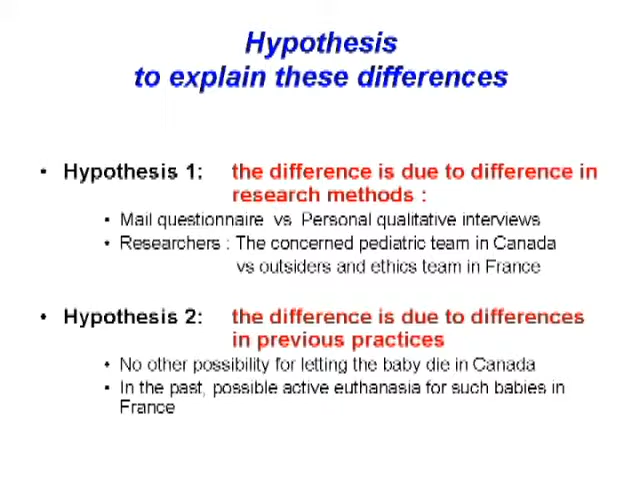 Hypothesis
to explain these differences
• Hypothesis 1: the difference is due to difference in
research methods :
• Mail questionnaire vs Personal qualitative interviews
• Researchers : The concerned pediatric team in Canada
vs outsiders and ethics team in France
• Hypothesis 2: the difference is due to differences
in previous practices
• No other possibility for letting the baby die in Canada
• In the past, possible active euthanasia for such babies in
France